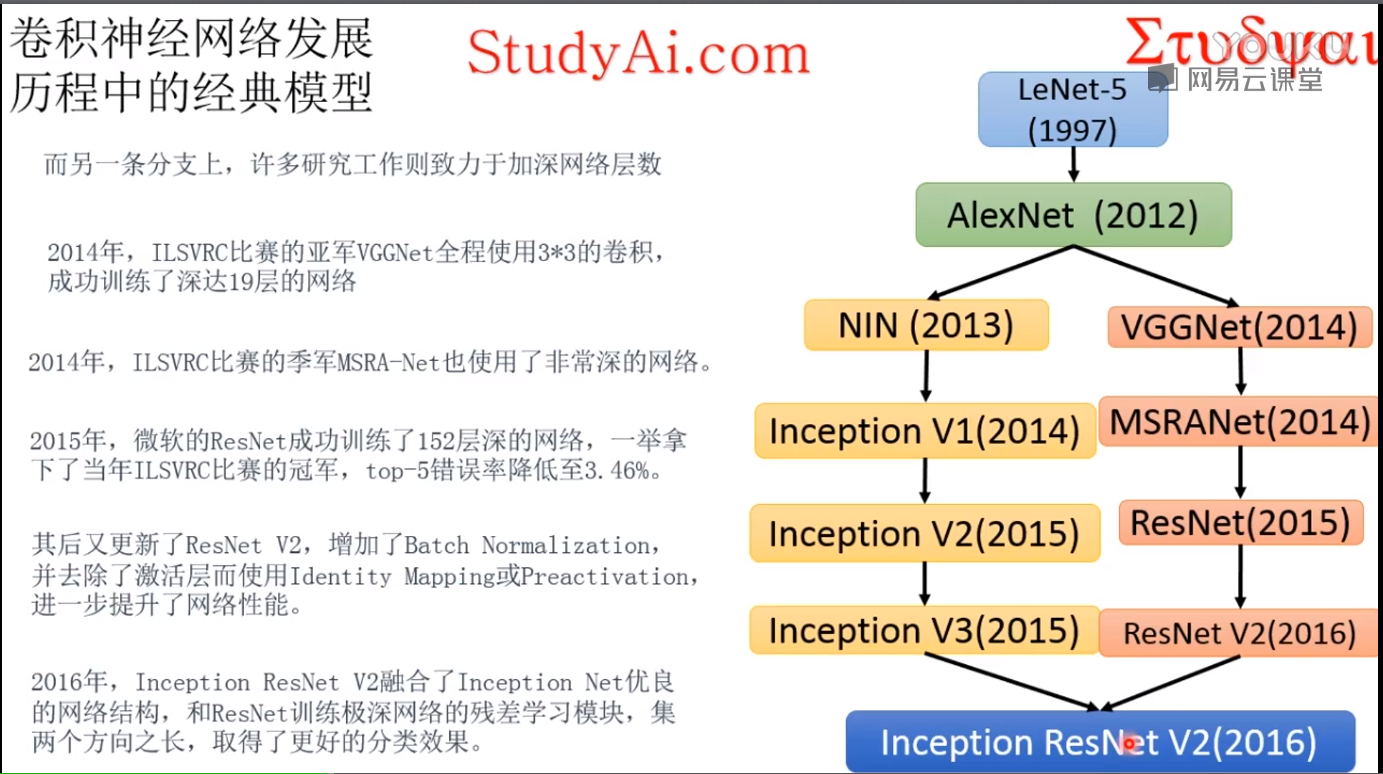 卷积神经网络发展
历程中的经典模型
StudyAi.com
Στυdψαι
YOUKU
网易云课堂
而另一条分支上，许多研究工作则致力于加深网络层数
2014年，ILSVRC比赛的亚军VGGNet全程使用3*3的卷积，
成功训练了深达19层的网络
2014年，ILSVRC比赛的季军MSRA-Net也使用了非常深的网络。
2015年，微软的ResNet成功训练了152层深的网络，一举拿
下了当年ILSVRC比赛的冠军，top-5错误率降低至3.46%。
其后又更新了ResNet V2，增加了Batch Normalization，
并去除了激活层而使用Identity Mapping或Preactivation，
进一步提升了网络性能。
2016年，Inception ResNet V2融合了Inception Net优良
的网络结构，和ResNet训练极深网络的残差学习模块，集
两个方向之长，取得了更好的分类效果。
LeNet-5
(1997)
AlexNet (2012)
NIN (2013)
VGGNet(2014)
Inception V1(2014)
MSRANet(2014)
Inception V2(2015)
ResNet(2015)
Inception V3(2015)
ResNet V2(2016)
Inception ResNet V2(2016)